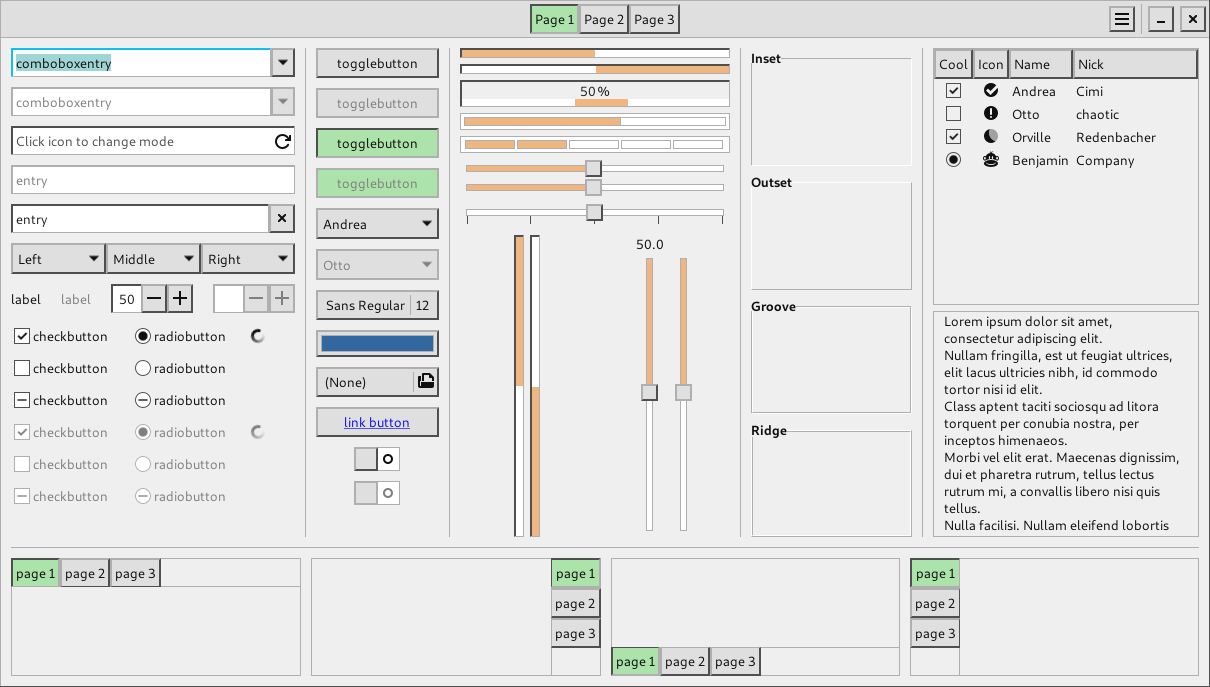 Page 1 Page 2 Page 3
comboboxentry
comboboxentry
Click icon to change mode
entry
entry
Left Middle Right
label label 50
checkbutton radiobutton
checkbutton radiobutton
checkbutton radiobutton
checkbutton radiobutton
checkbutton radiobutton
checkbutton radiobutton
togglebutton
togglebutton
togglebutton
togglebutton
Andrea
Otto
Sans Regular 12
(None)
link button
50 %
50.0
Inset
Outset
Groove
Ridge
Cool Icon Name Nick
Andrea Cimi
Otto chaotic
Orville Redenbacher
Benjamin Company
Lorem ipsum dolor sit amet,
consectetur adipiscing elit.
Nullam fringilla, est ut feugiat ultrices,
elit lacus ultricies nibh, id commodo
tortor nisi id elit.
Class aptent taciti sociosqu ad litora
torquent per conubia nostra, per
inceptos himenaeos.
Morbi vel elit erat. Maecenas dignissim,
dui et pharetra rutrum, tellus lectus
rutrum mi, a convallis libero nisi quis
tellus.
Nulla facilisi. Nullam eleifend lobortis
page 1 page 2 page 3
page 1
page 2
page 3
page 1 page 2 page 3
page 1
page 2
page 3